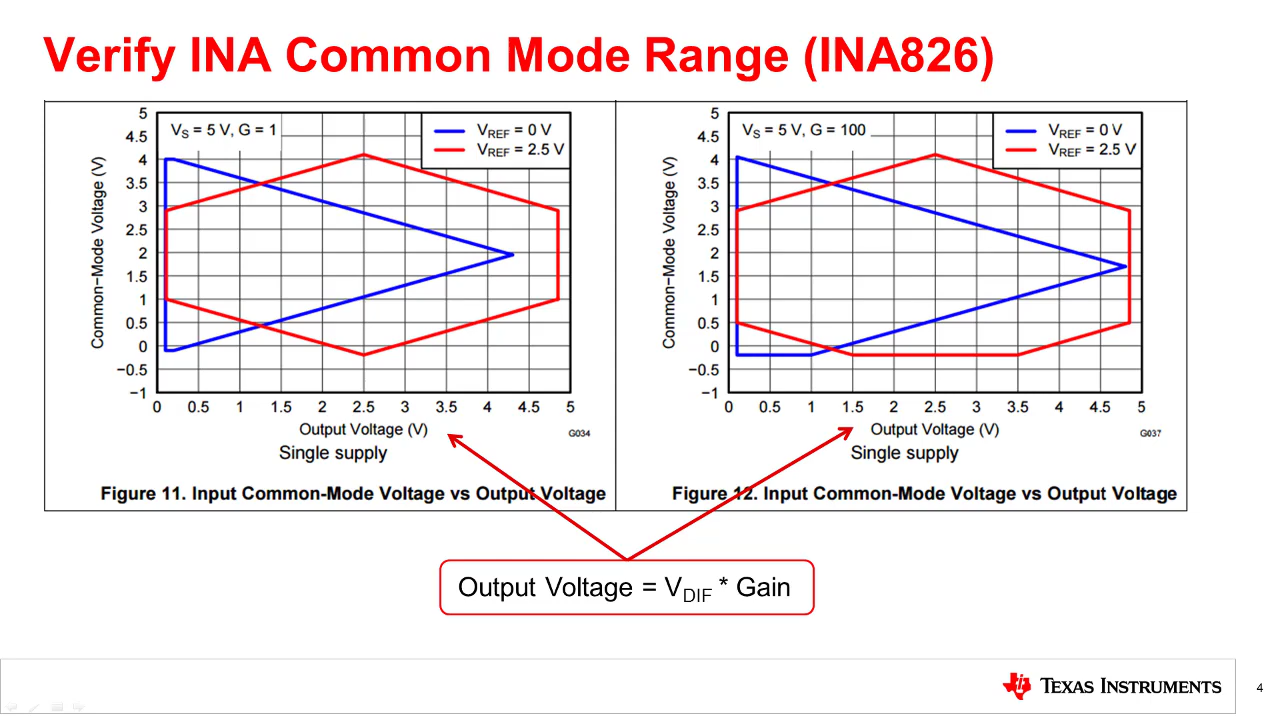 Verify INA Common Mode Range (INA826)
VS = 5 V, G = 1
VREF = 0 V
VREF = 2.5 V
Common−Mode Voltage (V)
5
4.5
4
3.5
3
2.5
2
1.5
1
0.5
0
−0.5
−1
0 0.5 1 1.5 2 2.5 3 3.5 4 4.5 5
Output Voltage (V)
G034
Single supply
Figure 11. Input Common-Mode Voltage vs Output Voltage
VS = 5 V, G = 100
VREF = 0 V
VREF = 2.5 V
Common−Mode Voltage (V)
5
4.5
4
3.5
3
2.5
2
1.5
1
0.5
0
−0.5
−1
0 0.5 1 1.5 2 2.5 3 3.5 4 4.5 5
Output Voltage (V)
G037
Single supply
Figure 12. Input Common-Mode Voltage vs Output Voltage
Output Voltage = VDIF * Gain
TEXAS INSTRUMENTS
4